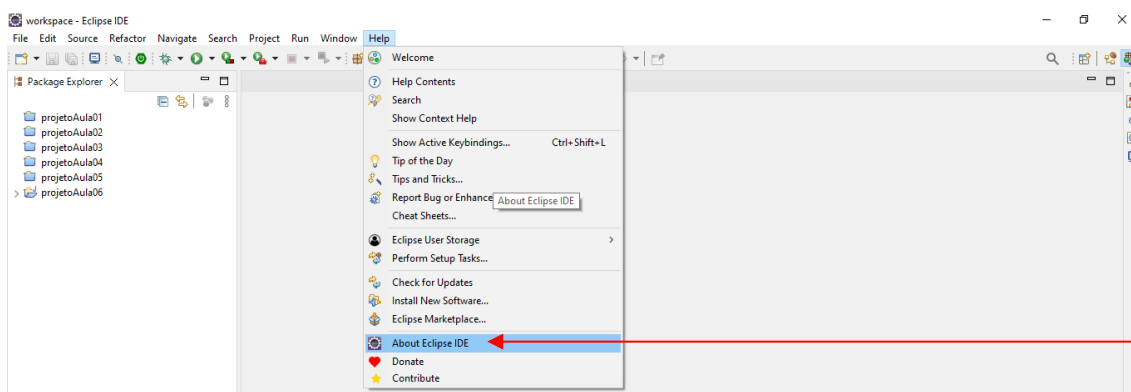 workspace - Eclipse IDE
File Edit Source Refactor Navigate Search Project Run Window Help
Package Explorer
projetoAula01
projetoAula02
projetoAula03
projetoAula04
projetoAula05
projetoAula06
Welcome
Help Contents
Search
Show Context Help
Show Active Keybindings... Ctrl+Shift+L
Tip of the Day
Tips and Tricks...
Report Bug or Enhance
About Eclipse IDE
Cheat Sheets...
Eclipse User Storage
Perform Setup Tasks...
Check for Updates
Install New Software...
Eclipse Marketplace...
About Eclipse IDE
Donate
Contribute